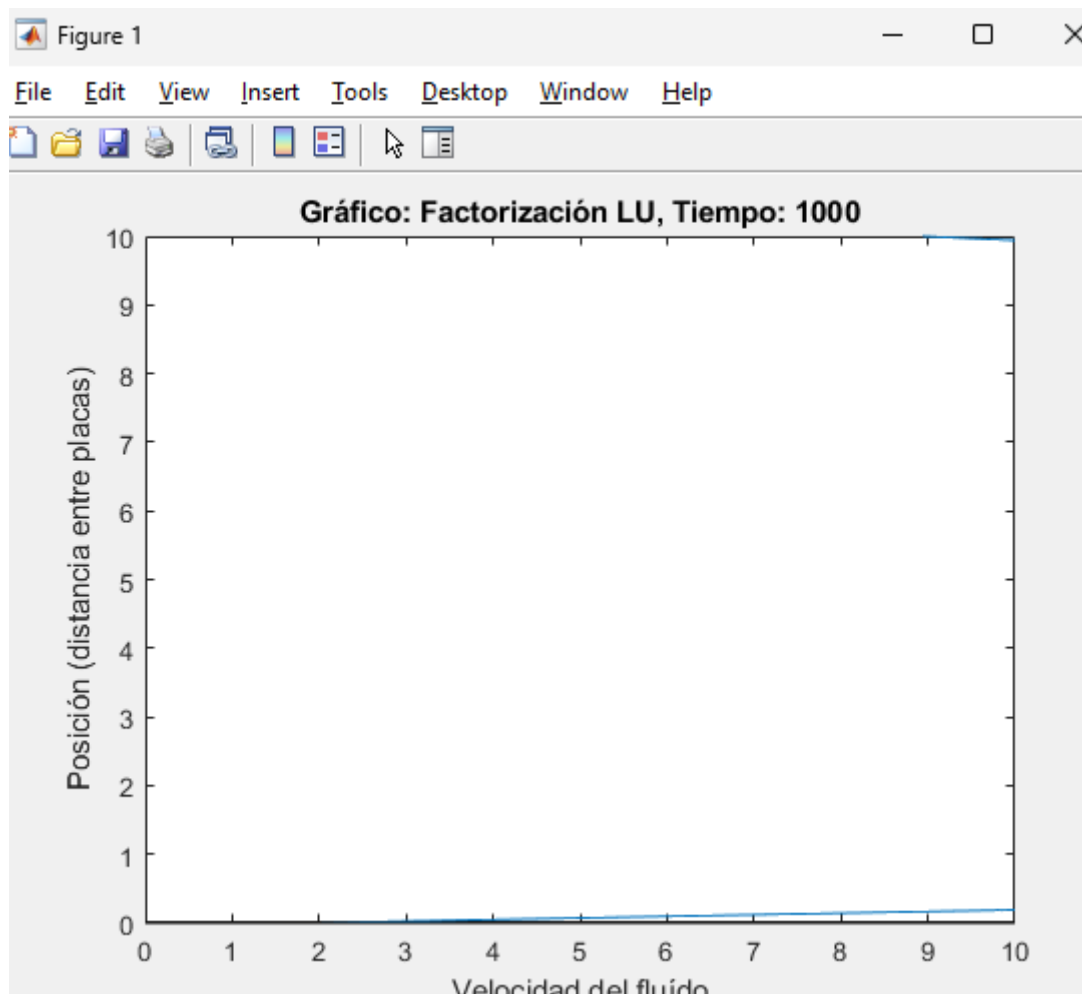 Figure 1
File Edit View Insert Tools Desktop Window Help
Gráfico: Factorización LU, Tiempo: 1000
10
9
8
7
6
5
4
3
2
1
0
Posición (distancia entre placas)
0 1 2 3 4 5 6 7 8 9 10
Velocidad del fluído